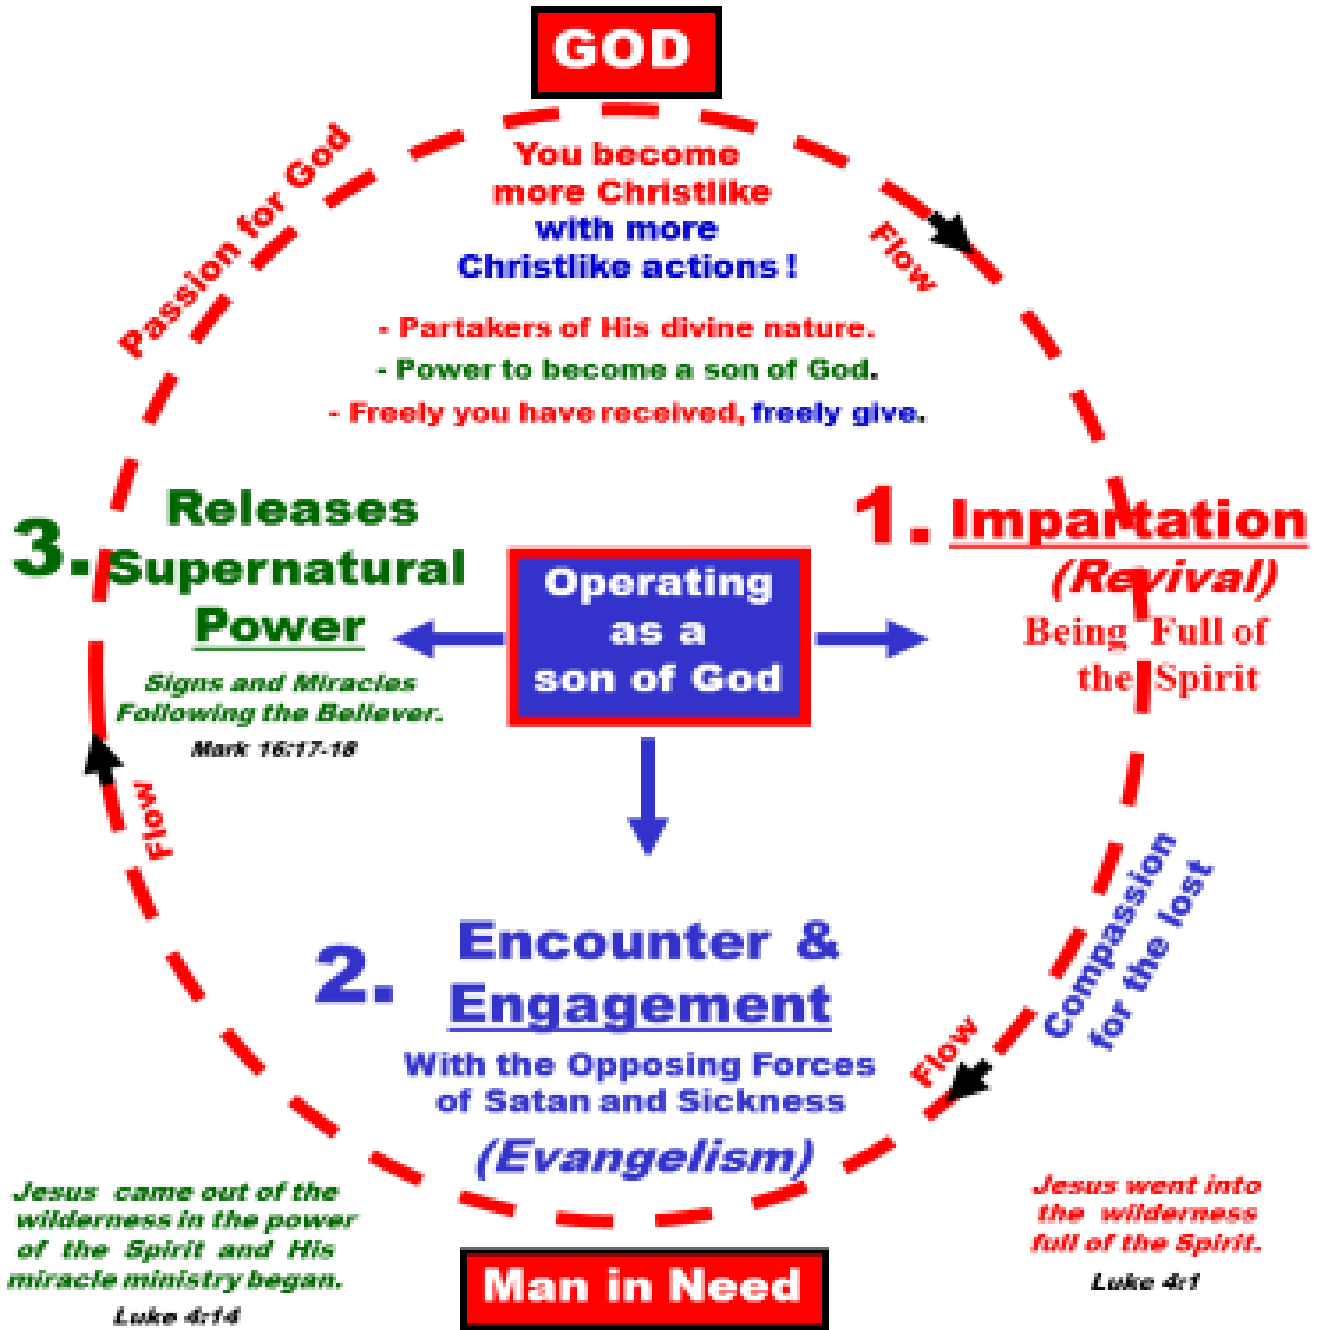 GOD
You become
more Christlike
with more
Christlike actions !
- Partakers of His divine nature.
- Power to become a son of God.
- Freely you have received, freely give.
Passion for God
Flow
1. Impartation
(Revival)
Being Full of
the Spirit
3. Releases
Supernatural
Power
Signs and Miracles
Following the Believer.
Mark 16:17-18
Operating
as a
son of God
Flow
Compassion
for the lost
2. Encounter &
Engagement
With the Opposing Forces
of Satan and Sickness
(Evangelism)
Flow
Jesus came out of the
wilderness in the power
of the Spirit and His
miracle ministry began.
Luke 4:14
Man in Need
Jesus went into
the wilderness
full of the Spirit.
Luke 4:1